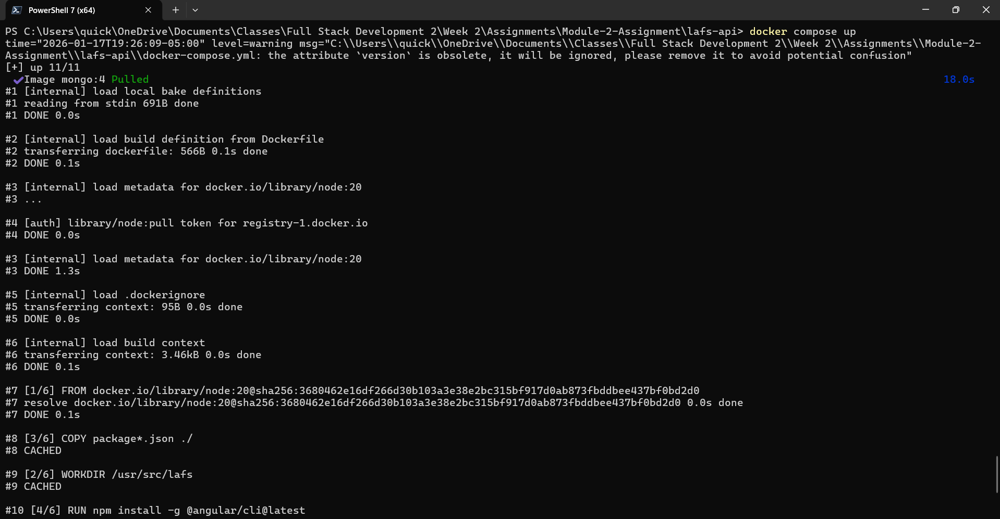 PowerShell 7 (x64)
PS C:\Users\quick\OneDrive\Documents\Classes\Full Stack Development 2\Week 2\Assignments\Module-2-Assignment\lafs-api> docker compose up
time="2026-01-17T19:26:09-05:00" level=warning msg="C:\\Users\\quick\\OneDrive\\Documents\\Classes\\Full Stack Development 2\\Week 2\\Assignments\\Module-2-
Assignment\\lafs-api\\docker-compose.yml: the attribute `version` is obsolete, it will be ignored, please remove it to avoid potential confusion"
[+] up 11/11
✔Image mongo:4 Pulled 18.0s
#1 [internal] load local bake definitions
#1 reading from stdin 691B done
#1 DONE 0.0s
#2 [internal] load build definition from Dockerfile
#2 transferring dockerfile: 566B 0.1s done
#2 DONE 0.1s
#3 [internal] load metadata for docker.io/library/node:20
#3 ...
#4 [auth] library/node:pull token for registry-1.docker.io
#4 DONE 0.0s
#3 [internal] load metadata for docker.io/library/node:20
#3 DONE 1.3s
#5 [internal] load .dockerignore
#5 transferring context: 95B 0.0s done
#5 DONE 0.0s
#6 [internal] load build context
#6 transferring context: 3.46kB 0.0s done
#6 DONE 0.1s
#7 [1/6] FROM docker.io/library/node:20@sha256:3680462e16df266d30b103a3e38e2bc315bf917d0ab873fbddbee437bf0bd2d0
#7 resolve docker.io/library/node:20@sha256:3680462e16df266d30b103a3e38e2bc315bf917d0ab873fbddbee437bf0bd2d0 0.0s done
#7 DONE 0.1s
#8 [3/6] COPY package*.json ./
#8 CACHED
#9 [2/6] WORKDIR /usr/src/lafs
#9 CACHED
#10 [4/6] RUN npm install -g @angular/cli@latest